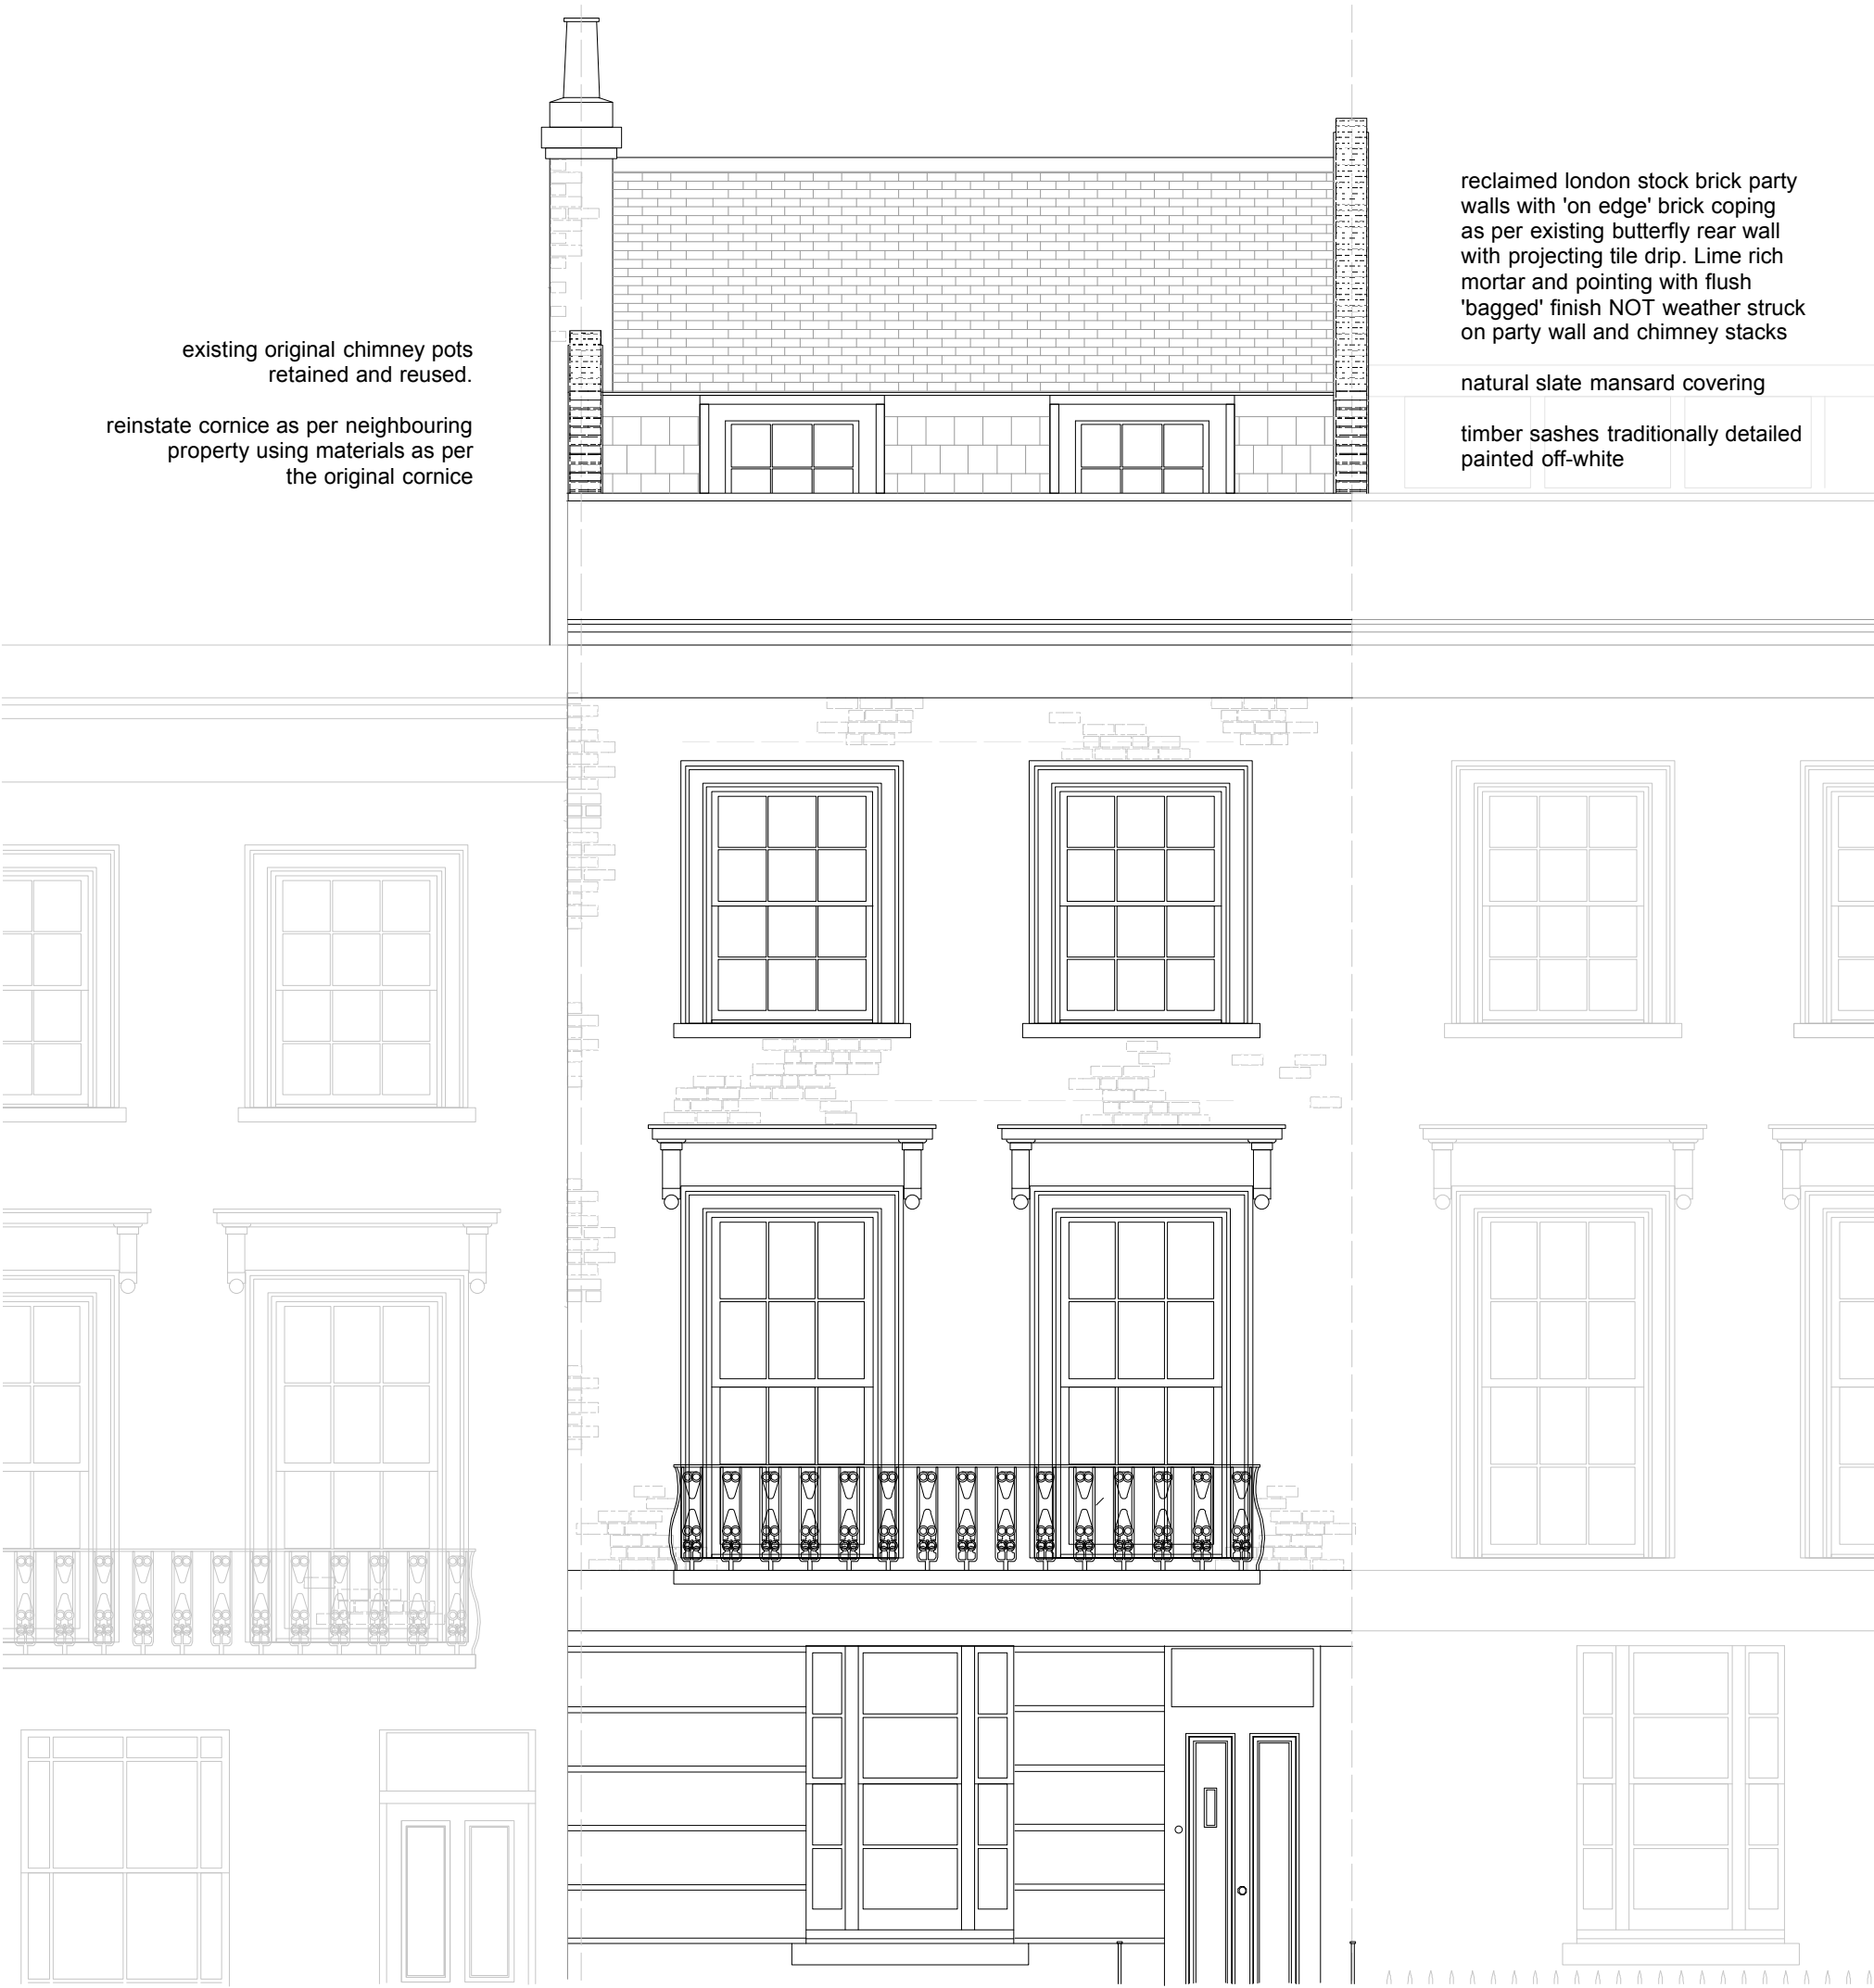 existing original chimney pots
retained and reused.
reinstate cornice as per neighbouring
property using materials as per
the original cornice
reclaimed london stock brick party
walls with 'on edge' brick coping
as per existing butterfly rear wall
with projecting tile drip. Lime rich
mortar and pointing with flush
'bagged' finish NOT weather struck
on party wall and chimney stacks
natural slate mansard covering
timber sashes traditionally detailed
painted off-white